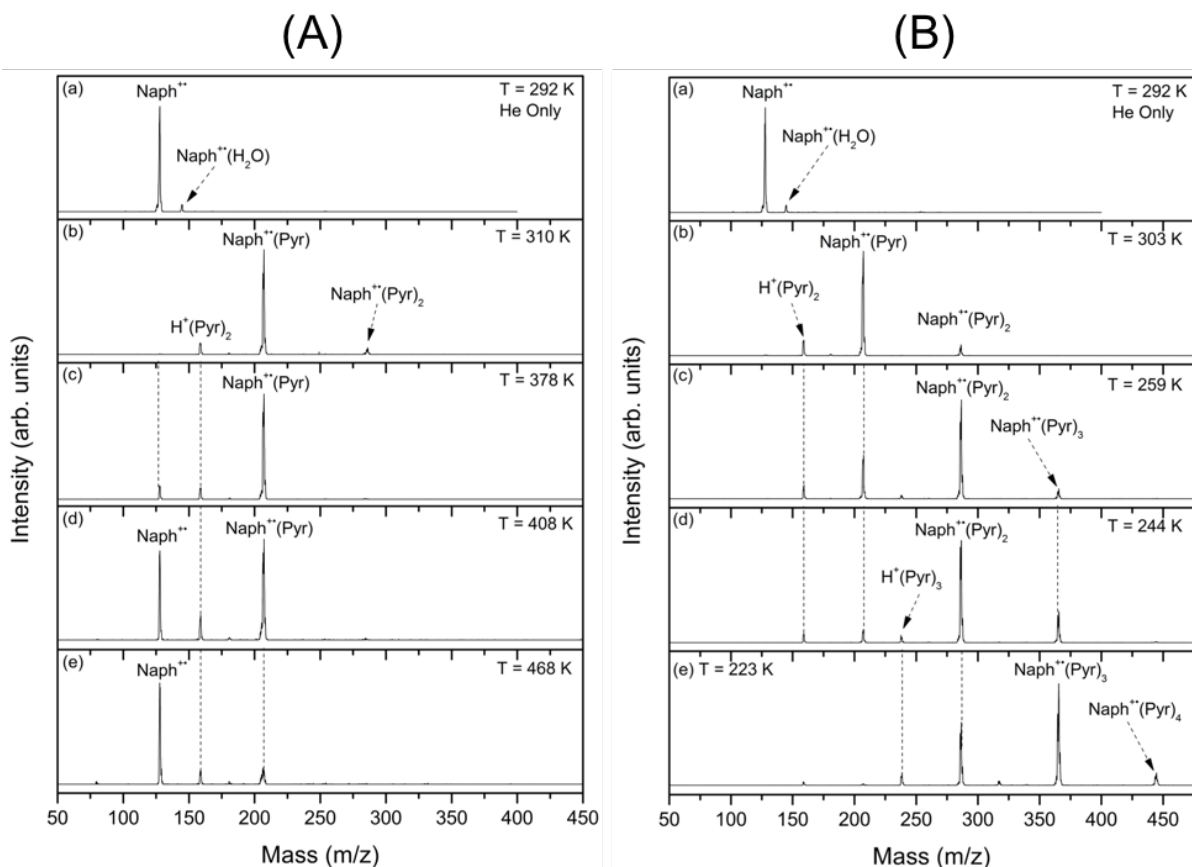 (A)
(B)
Intensity (arb. units)
(a)
T = 292 K
He Only
Naph⁺•
Naph⁺•(H₂O)
(b)
T = 310 K
Naph⁺•(Pyr)
H⁺(Pyr)₂
Naph⁺•(Pyr)₂
(c)
T = 378 K
Naph⁺•(Pyr)
(d)
T = 408 K
Naph⁺•
Naph⁺•(Pyr)
(e)
T = 468 K
Naph⁺•
50 100 150 200 250 300 350 400 450
Mass (m/z)
Intensity (arb. units)
(a)
T = 292 K
He Only
Naph⁺•
Naph⁺•(H₂O)
(b)
T = 303 K
Naph⁺•(Pyr)
H⁺(Pyr)₂
Naph⁺•(Pyr)₂
(c)
T = 259 K
Naph⁺•(Pyr)₂
Naph⁺•(Pyr)₃
(d)
T = 244 K
Naph⁺•(Pyr)₂
H⁺(Pyr)₃
(e) T = 223 K
Naph⁺•(Pyr)₃
Naph⁺•(Pyr)₄
50 100 150 200 250 300 350 400 450
Mass (m/z)